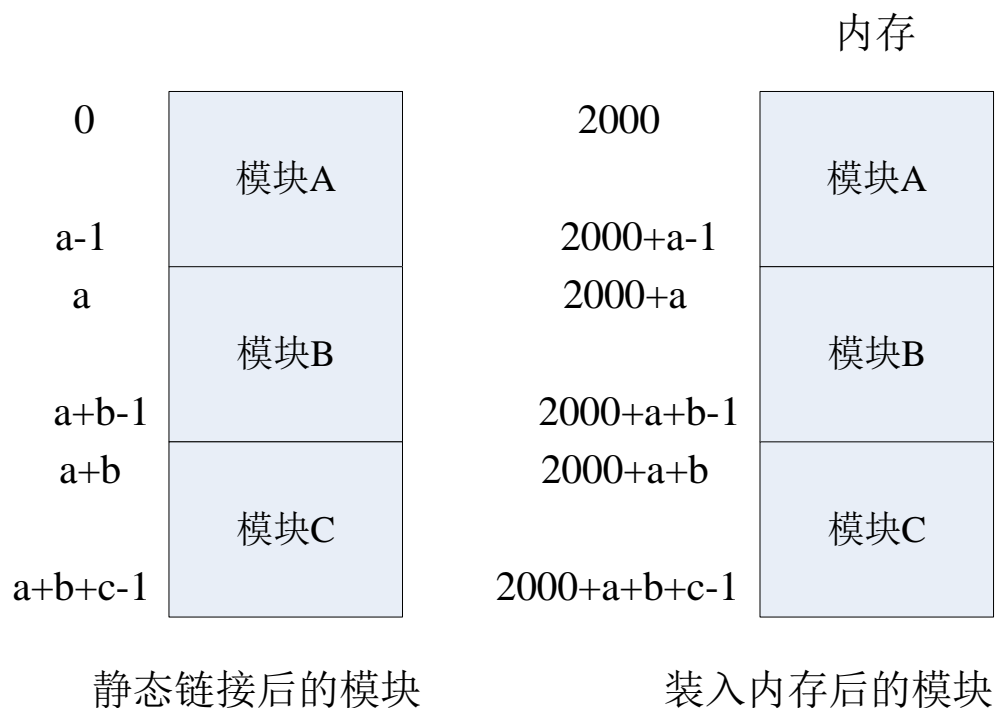 内存
0
模块A
a-1
a
模块B
a+b-1
a+b
模块C
a+b+c-1
静态链接后的模块
2000
模块A
2000+a-1
2000+a
模块B
2000+a+b-1
2000+a+b
模块C
2000+a+b+c-1
装入内存后的模块